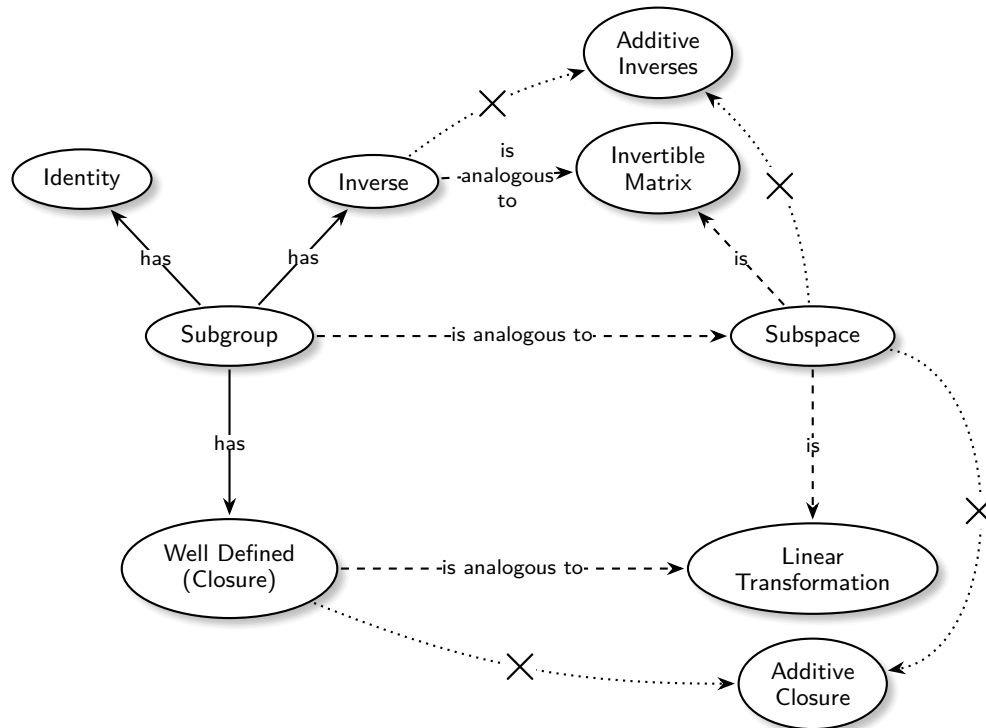 Additive
Inverses
is
analogous
to
Invertible
Matrix
Identity
Inverse
has
has
is
Subgroup
is analogous to
Subspace
has
is
Well Defined
(Closure)
is analogous to
Linear
Transformation
Additive
Closure